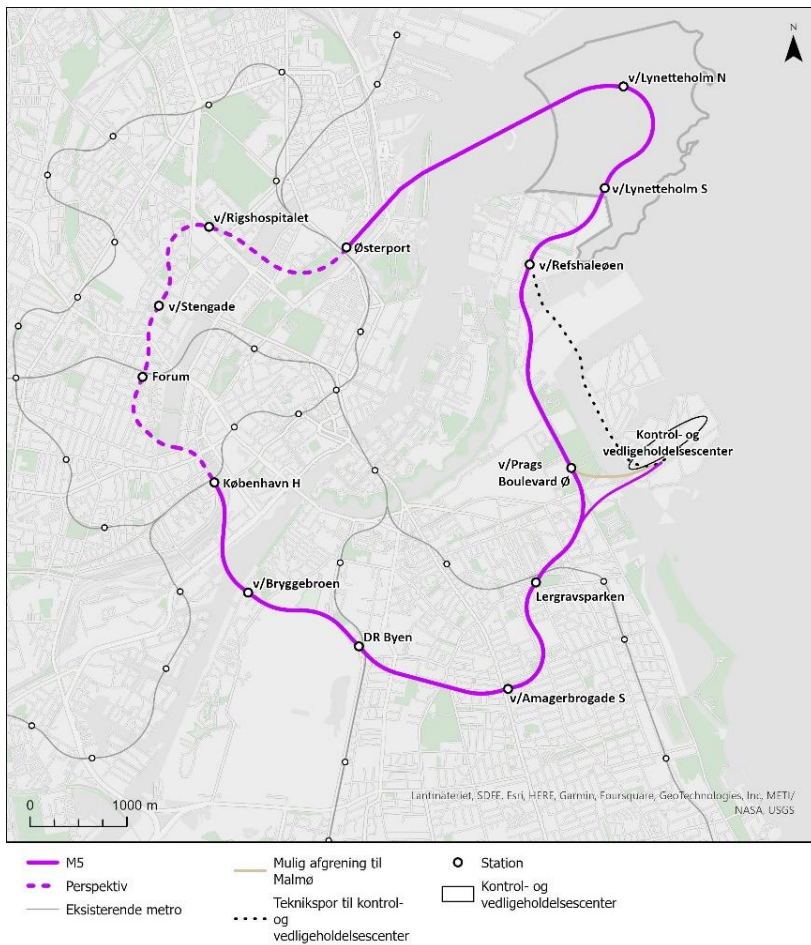 N
v/Lynetteholm N
v/Lynetteholm S
v/Rigshospitalet
Østerport
v/Refshaleøen
v/Stengade
Forum
Kontrol- og
vedligeholdelsescenter
v/Prags
Boulevard Ø
København H
v/Bryggebroen
Lergravsparken
DR Byen
v/Amagerbrogade S
0 1000 m
Lantmäteriet, SDFE, Esri, HERE, Garmin, Foursquare, GeoTechnologies, Inc, METI/
NASA, USGS
M5
Perspektiv
Eksisterende metro
Mulig afgrening til
Malmø
Teknikspor til kontrol-
og
vedligeholdelsescenter
Station
Kontrol- og
vedligeholdelsescenter